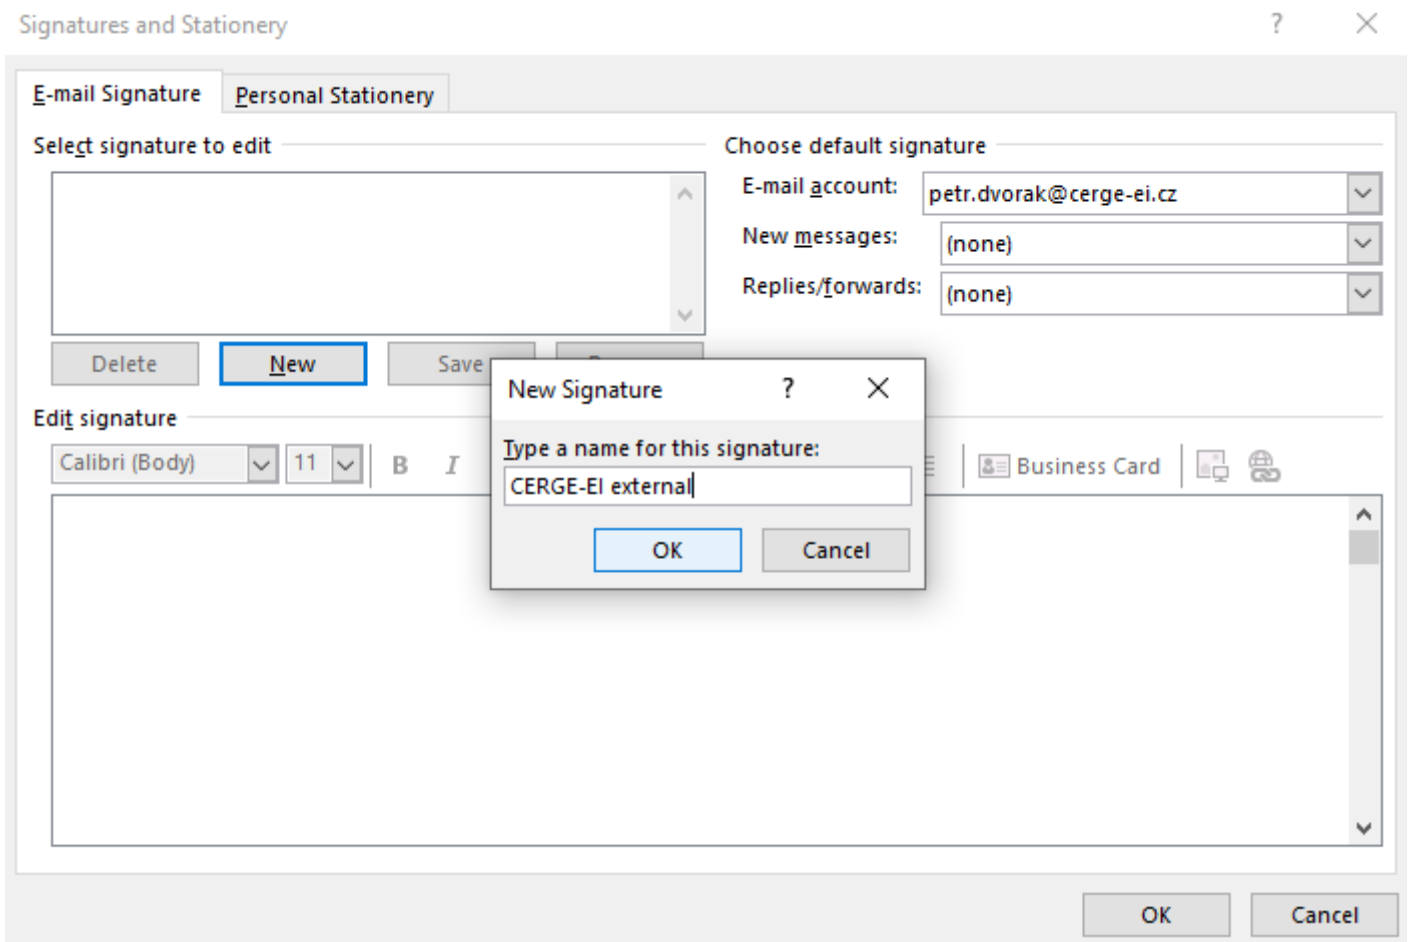 Signatures and Stationery ?
E-mail Signature Personal Stationery
Select signature to edit Choose default signature
E-mail account: petr.dvorak@cerge-ei.cz
New messages: (none)
Replies/forwards: (none)
Delete New Save
New Signature ?
Edit signature
Type a name for this signature:
Calibri (Body) 11 B I Business Card
CERGE-EI external
OK Cancel
OK Cancel